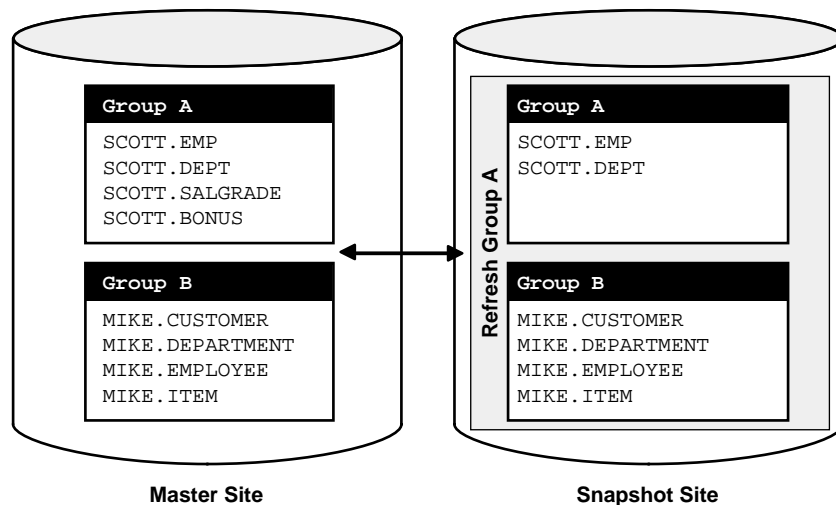 Group A
SCOTT.EMP
SCOTT.DEPT
SCOTT.SALGRADE
SCOTT.BONUS
Group B
MIKE.CUSTOMER
MIKE.DEPARTMENT
MIKE.EMPLOYEE
MIKE.ITEM
Master Site
Refresh Group A
Group A
SCOTT.EMP
SCOTT.DEPT
Group B
MIKE.CUSTOMER
MIKE.DEPARTMENT
MIKE.EMPLOYEE
MIKE.ITEM
Snapshot Site